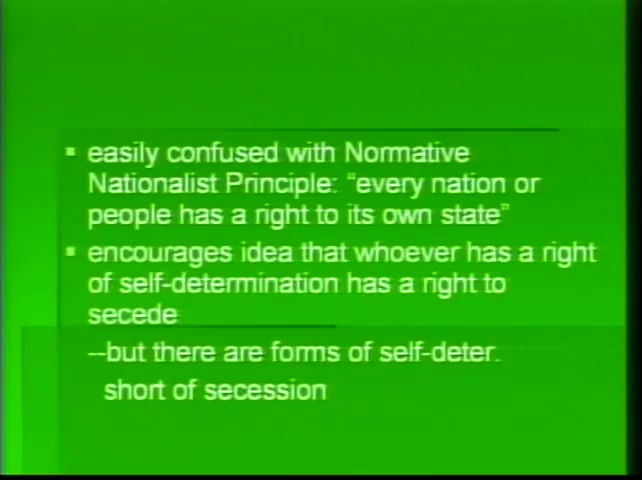 ▪ easily confused with Normative
Nationalist Principle: "every nation or
people has a right to its own state"
▪ encourages idea that whoever has a right
of self-determination has a right to
secede
--but there are forms of self-deter.
short of secession